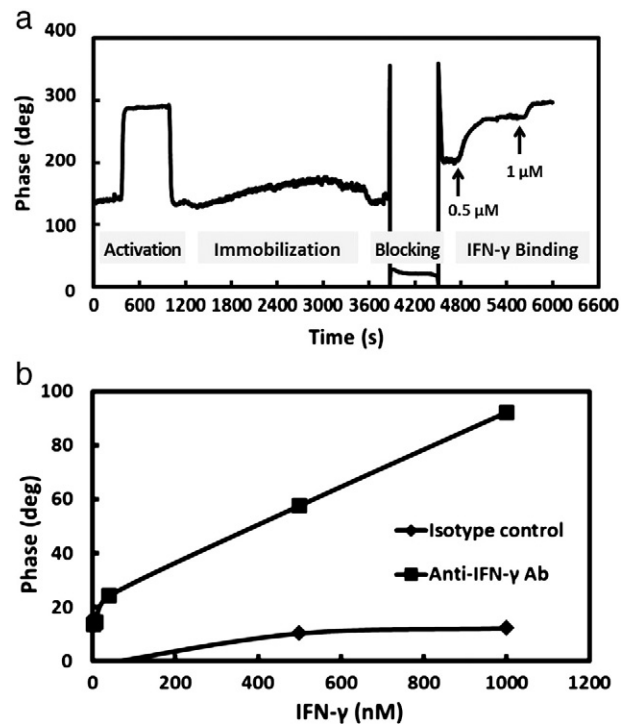 a
400
300
200
100
0
Phase (deg)
0.5 μM
1 μM
Activation Immobilization Blocking IFN-γ Binding
0 600 1200 1800 2400 3000 3600 4200 4800 5400 6000 6600
Time (s)
b
100
80
60
40
20
0
Phase (deg)
Isotype control
Anti-IFN-γ Ab
0 200 400 600 800 1000 1200
IFN-γ (nM)